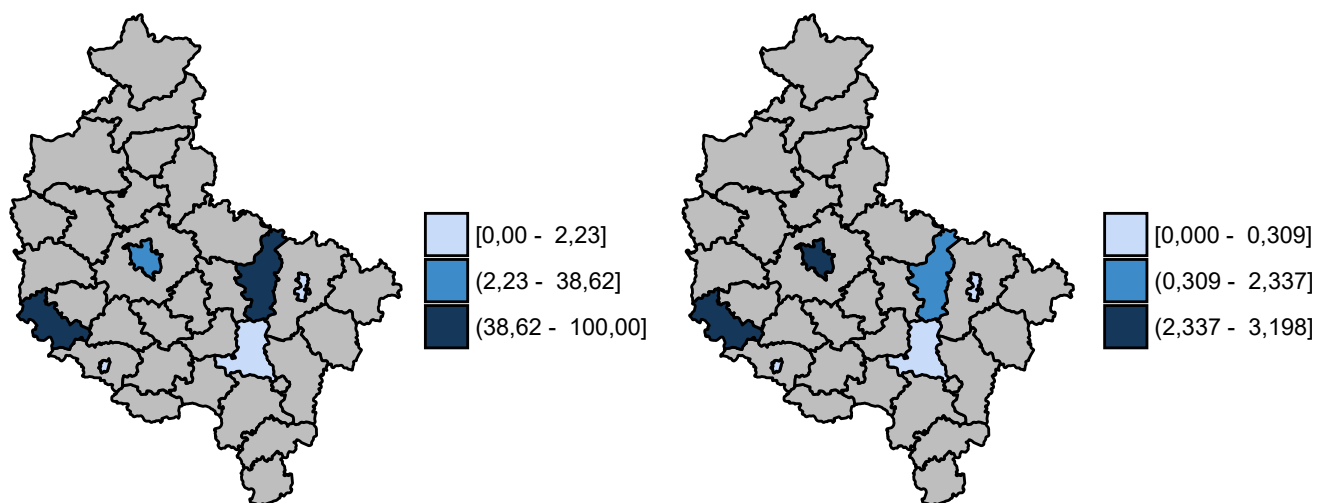 [0,00 - 2,23]
(2,23 - 38,62]
(38,62 - 100,00]
[0,000 - 0,309]
(0,309 - 2,337]
(2,337 - 3,198]